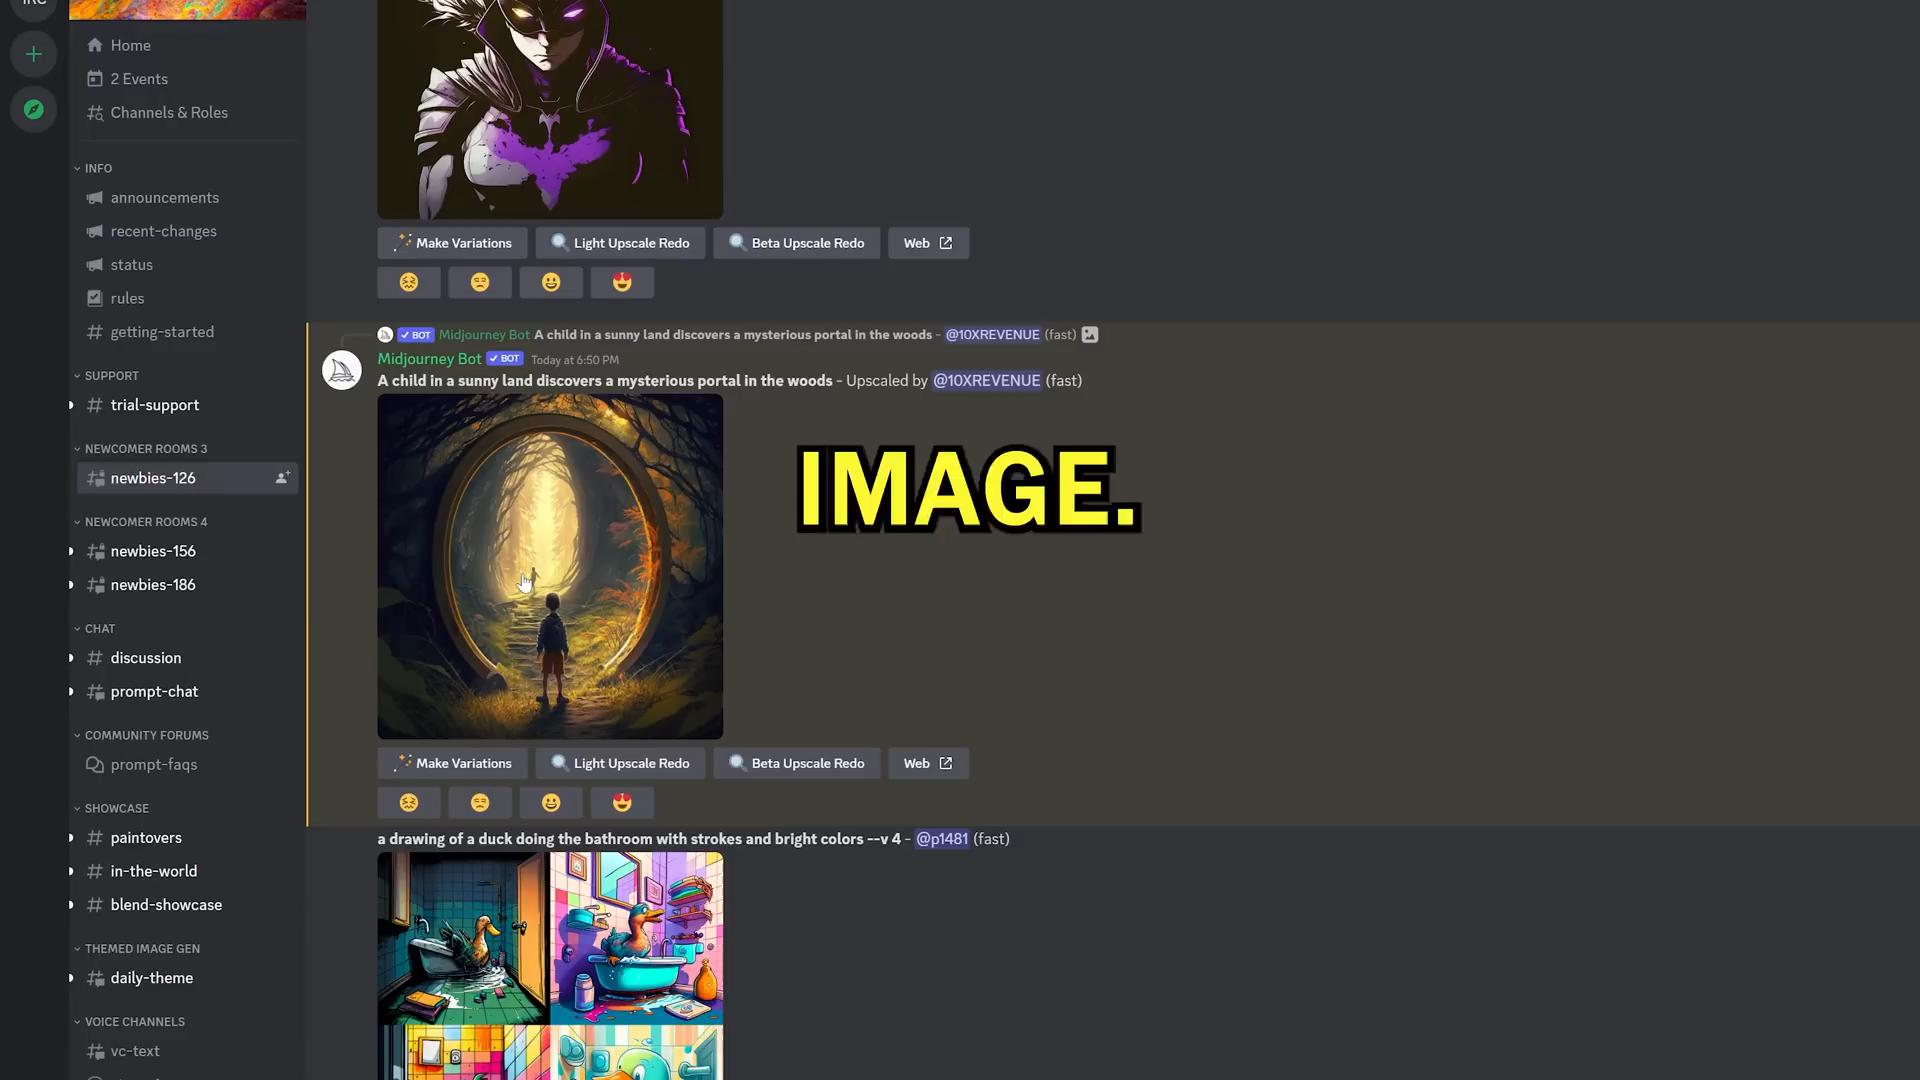 IRC
Home
2 Events
Channels & Roles
INFO
announcements
recent-changes
status
rules
getting-started
SUPPORT
trial-support
NEWCOMER ROOMS 3
newbies-126
NEWCOMER ROOMS 4
newbies-156
newbies-186
CHAT
discussion
prompt-chat
COMMUNITY FORUMS
prompt-faqs
SHOWCASE
paintovers
in-the-world
blend-showcase
THEMED IMAGE GEN
daily-theme
VOICE CHANNELS
vc-text
Make Variations Light Upscale Redo Beta Upscale Redo Web
BOT Midjourney Bot A child in a sunny land discovers a mysterious portal in the woods - @10XREVENUE (fast)
Midjourney Bot BOT Today at 6:50 PM
A child in a sunny land discovers a mysterious portal in the woods - Upscaled by @10XREVENUE (fast)
IMAGE.
Make Variations Light Upscale Redo Beta Upscale Redo Web
a drawing of a duck doing the bathroom with strokes and bright colors --v 4 - @p1481 (fast)